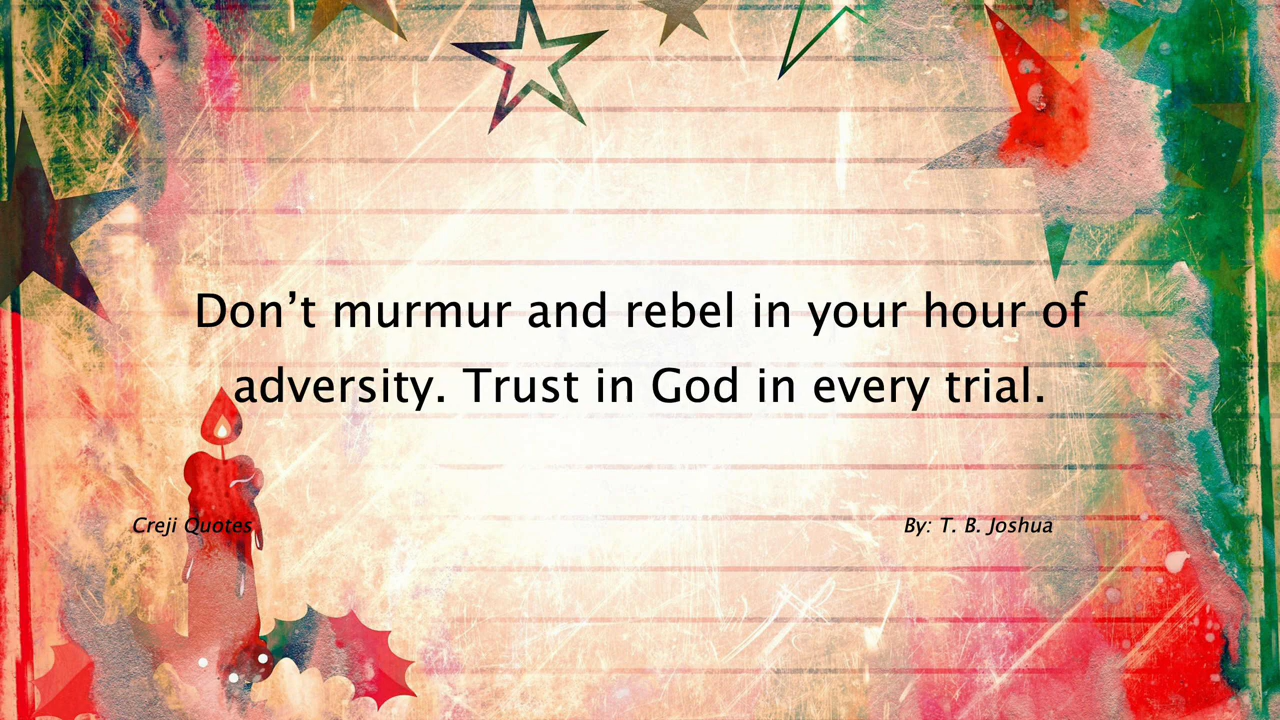 Don’t murmur and rebel in your hour of
adversity. Trust in God in every trial.
Creji Quotes
By: T. B. Joshua